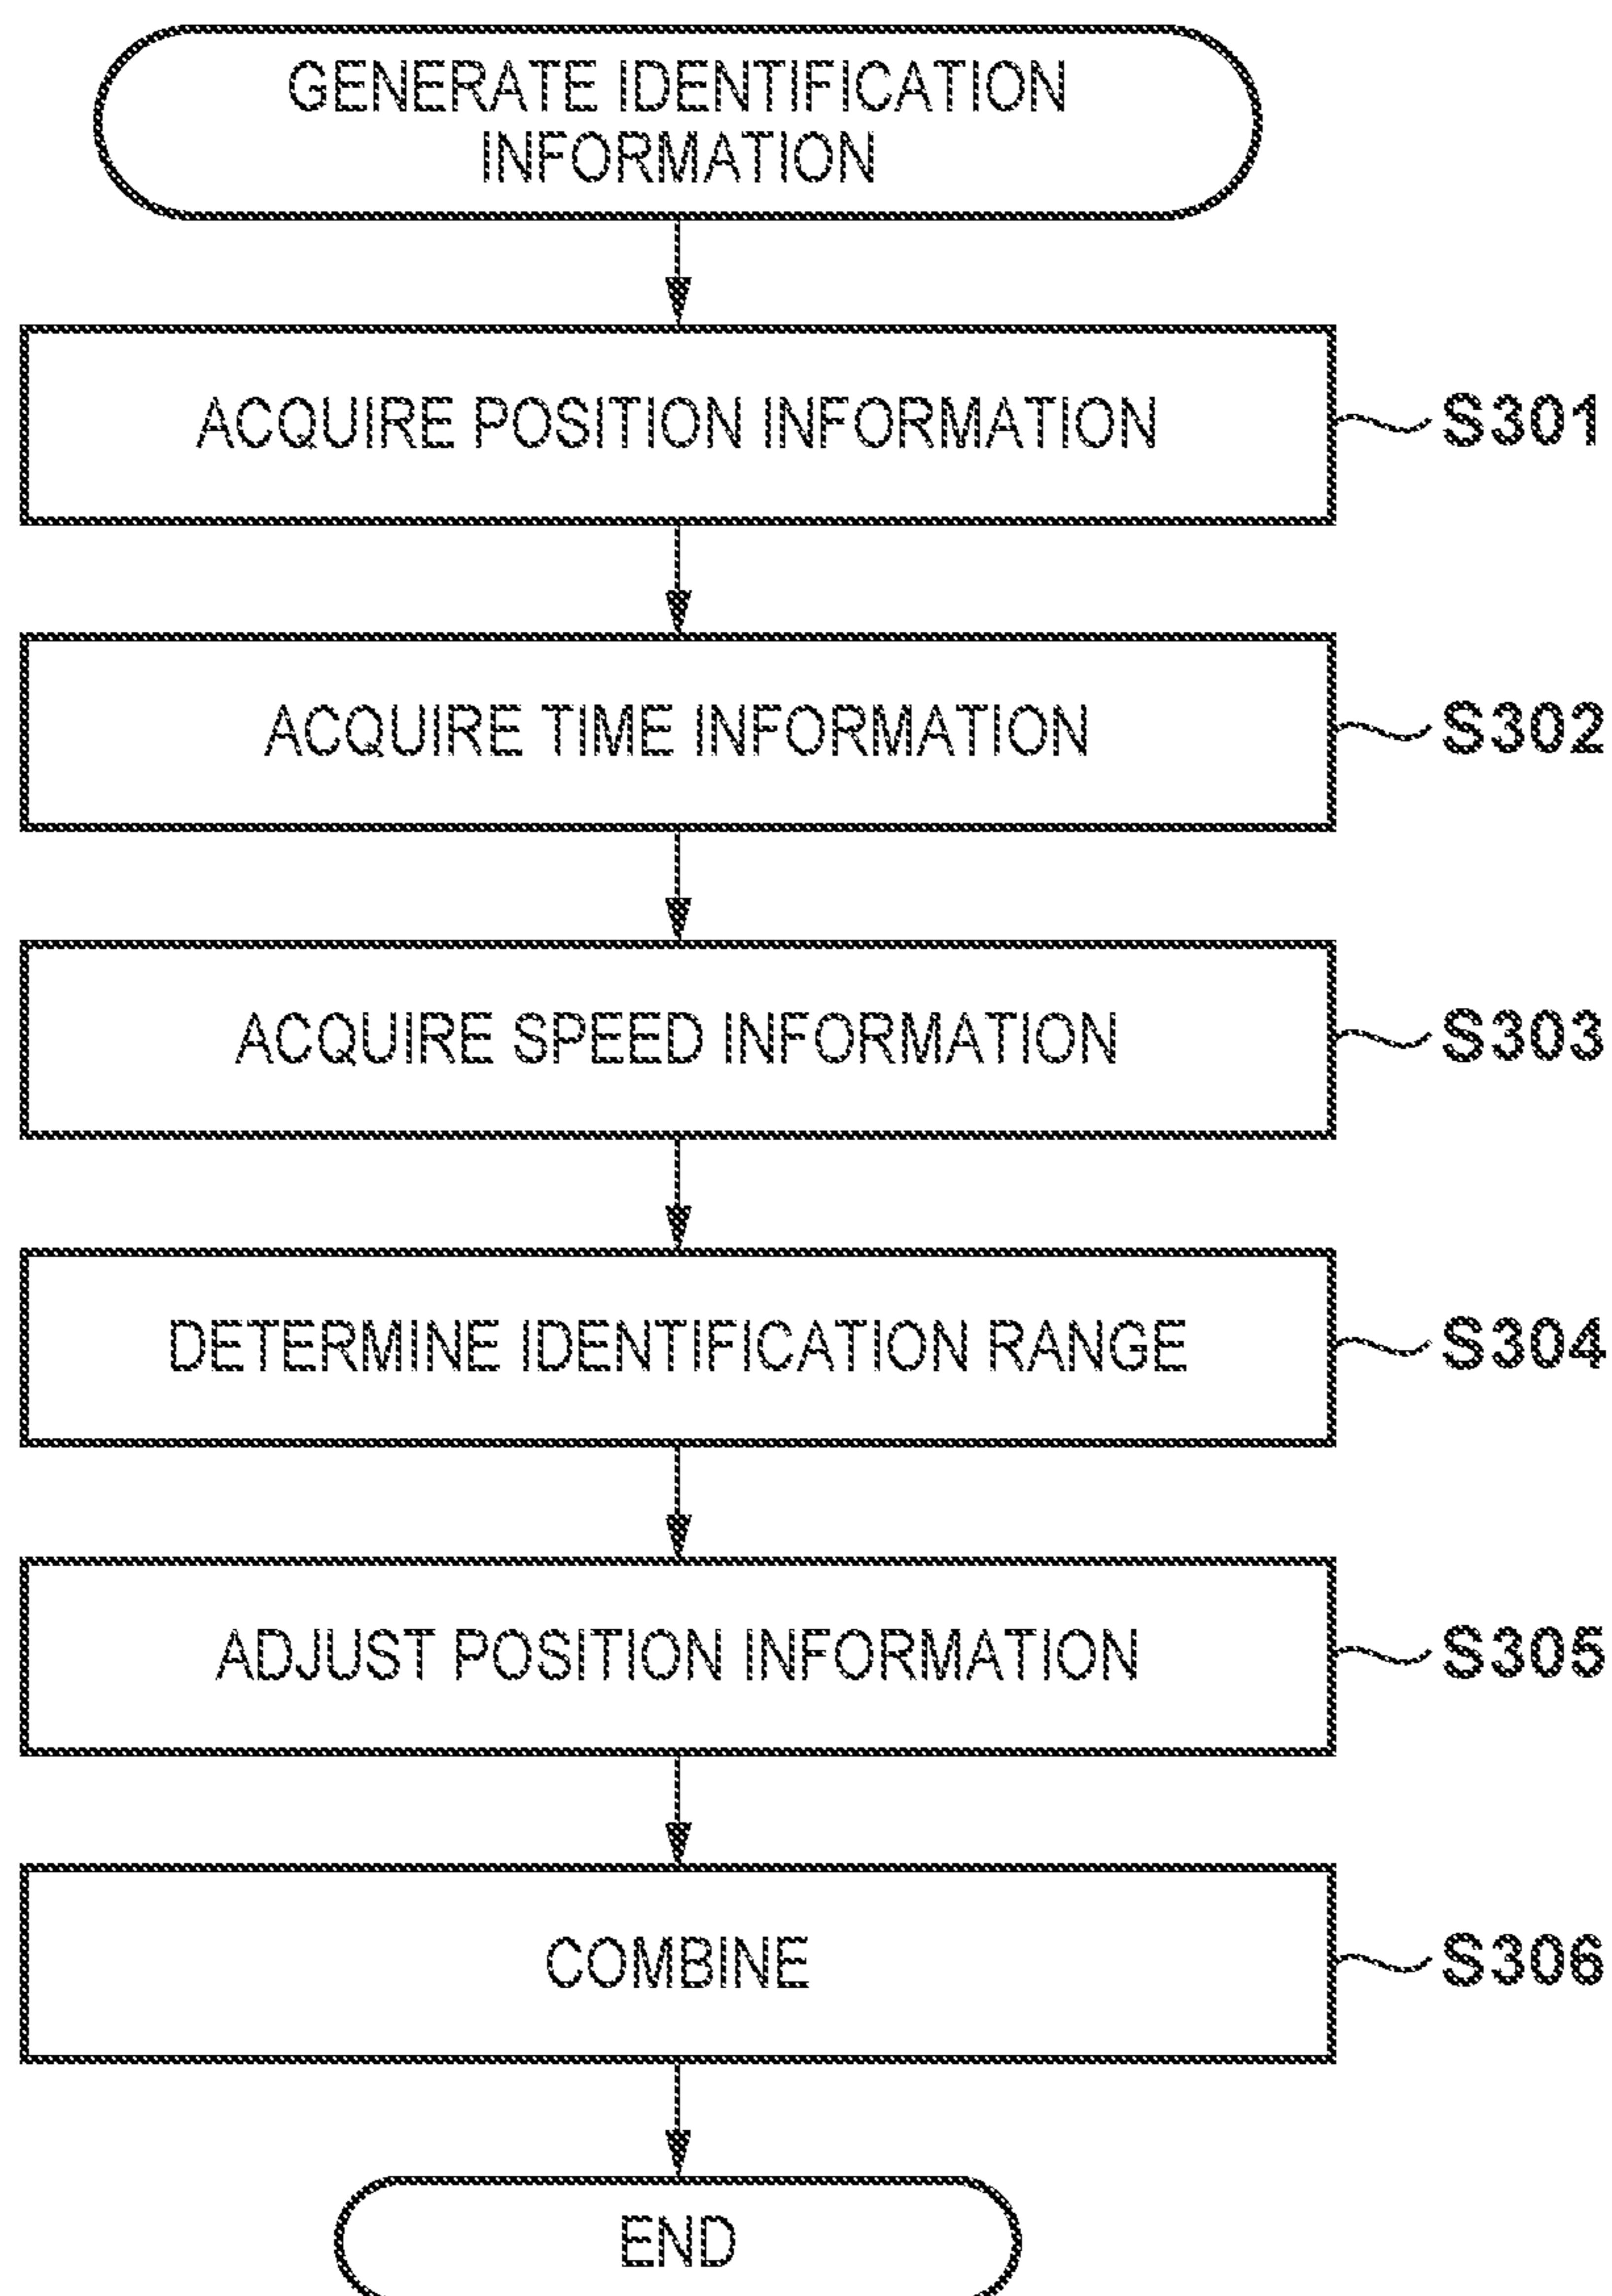 GENERATE IDENTIFICATION
INFORMATION
ACQUIRE POSITION INFORMATION
S301
ACQUIRE TIME INFORMATION
S302
ACQUIRE SPEED INFORMATION
S303
DETERMINE IDENTIFICATION RANGE
S304
ADJUST POSITION INFORMATION
S305
COMBINE
S306
END